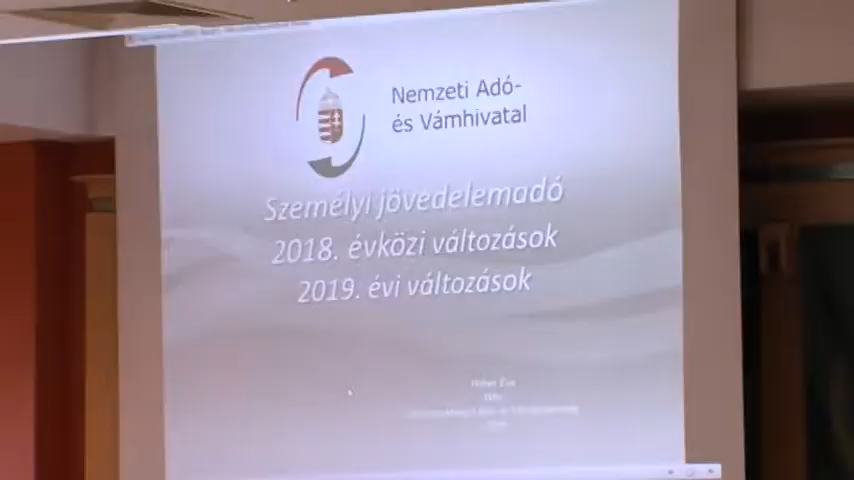 Nemzeti Adó-
és Vámhivatal
Személyi jövedelemadó
2018. évközi változások
2019. évi változások